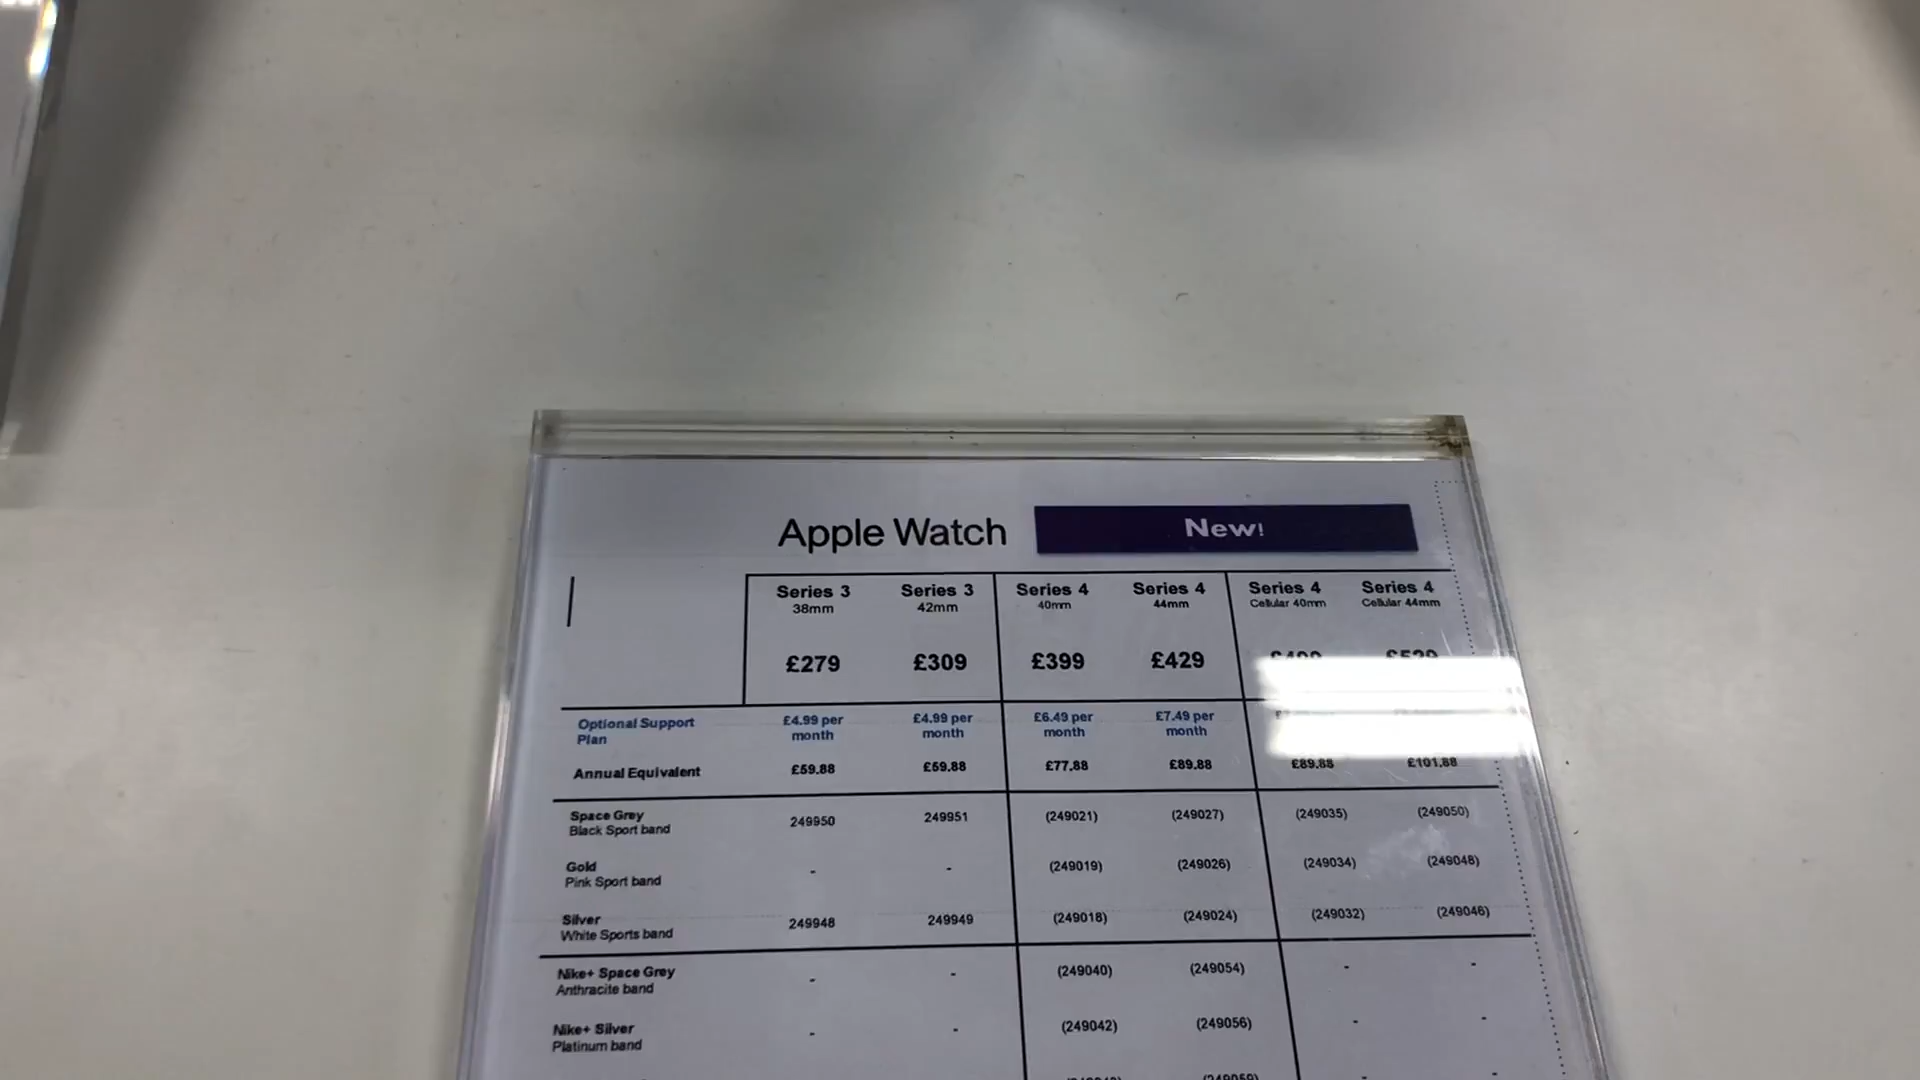 Apple Watch New!
Series 3 Series 3 Series 4 Series 4 Series 4 Series 4
38mm 42mm 40mm 44mm Cellular 40mm Cellular 44mm
£279 £309 £399 £429 £529
Optional Support £4.99 per £4.99 per £6.49 per £7.49 per
Plan month month month month
Annual Equivalent £59.88 £59.88 £77.88 £89.88 £89.88 £101.88
Space Grey 249950 249951 (249021) (249027) (249035) (249050)
Black Sport band
Gold - - (249019) (249026) (249034) (249048)
Pink Sport band
Silver 249948 249949 (249018) (249024) (249032) (249046)
White Sports band
Nike+ Space Grey - - (249040) (249054) - -
Anthracite band
Nike+ Silver - - (249042) (249056) - -
Platinum band